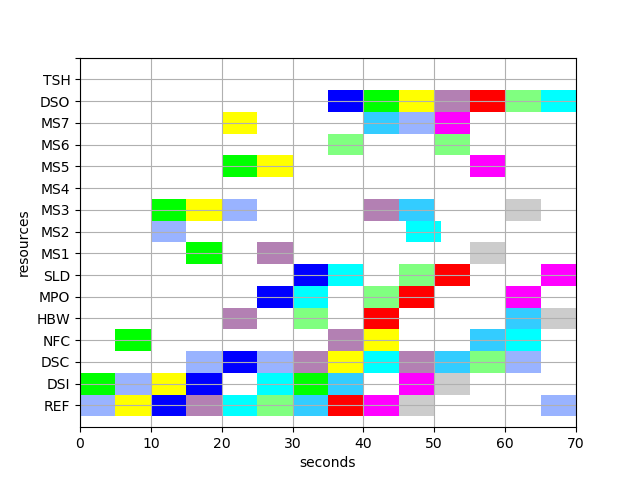 TSH
DSO
MS7
MS6
MS5
MS4
MS3
MS2
MS1
SLD
MPO
HBW
NFC
DSC
DSI
REF
resources
0 10 20 30 40 50 60 70
seconds